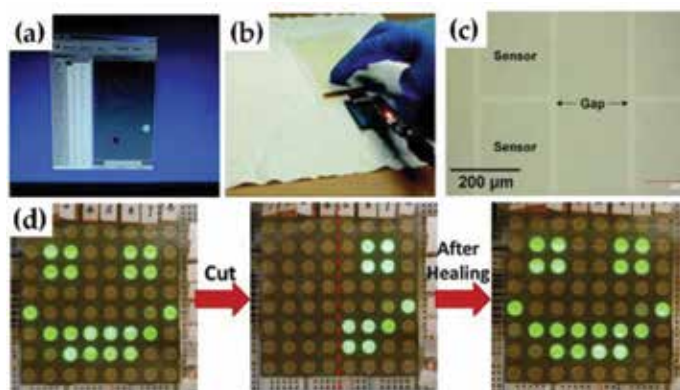 (a)
(b)
(c)
Sensor
Gap
Sensor
200 µm
(d)
Cut
After
Healing